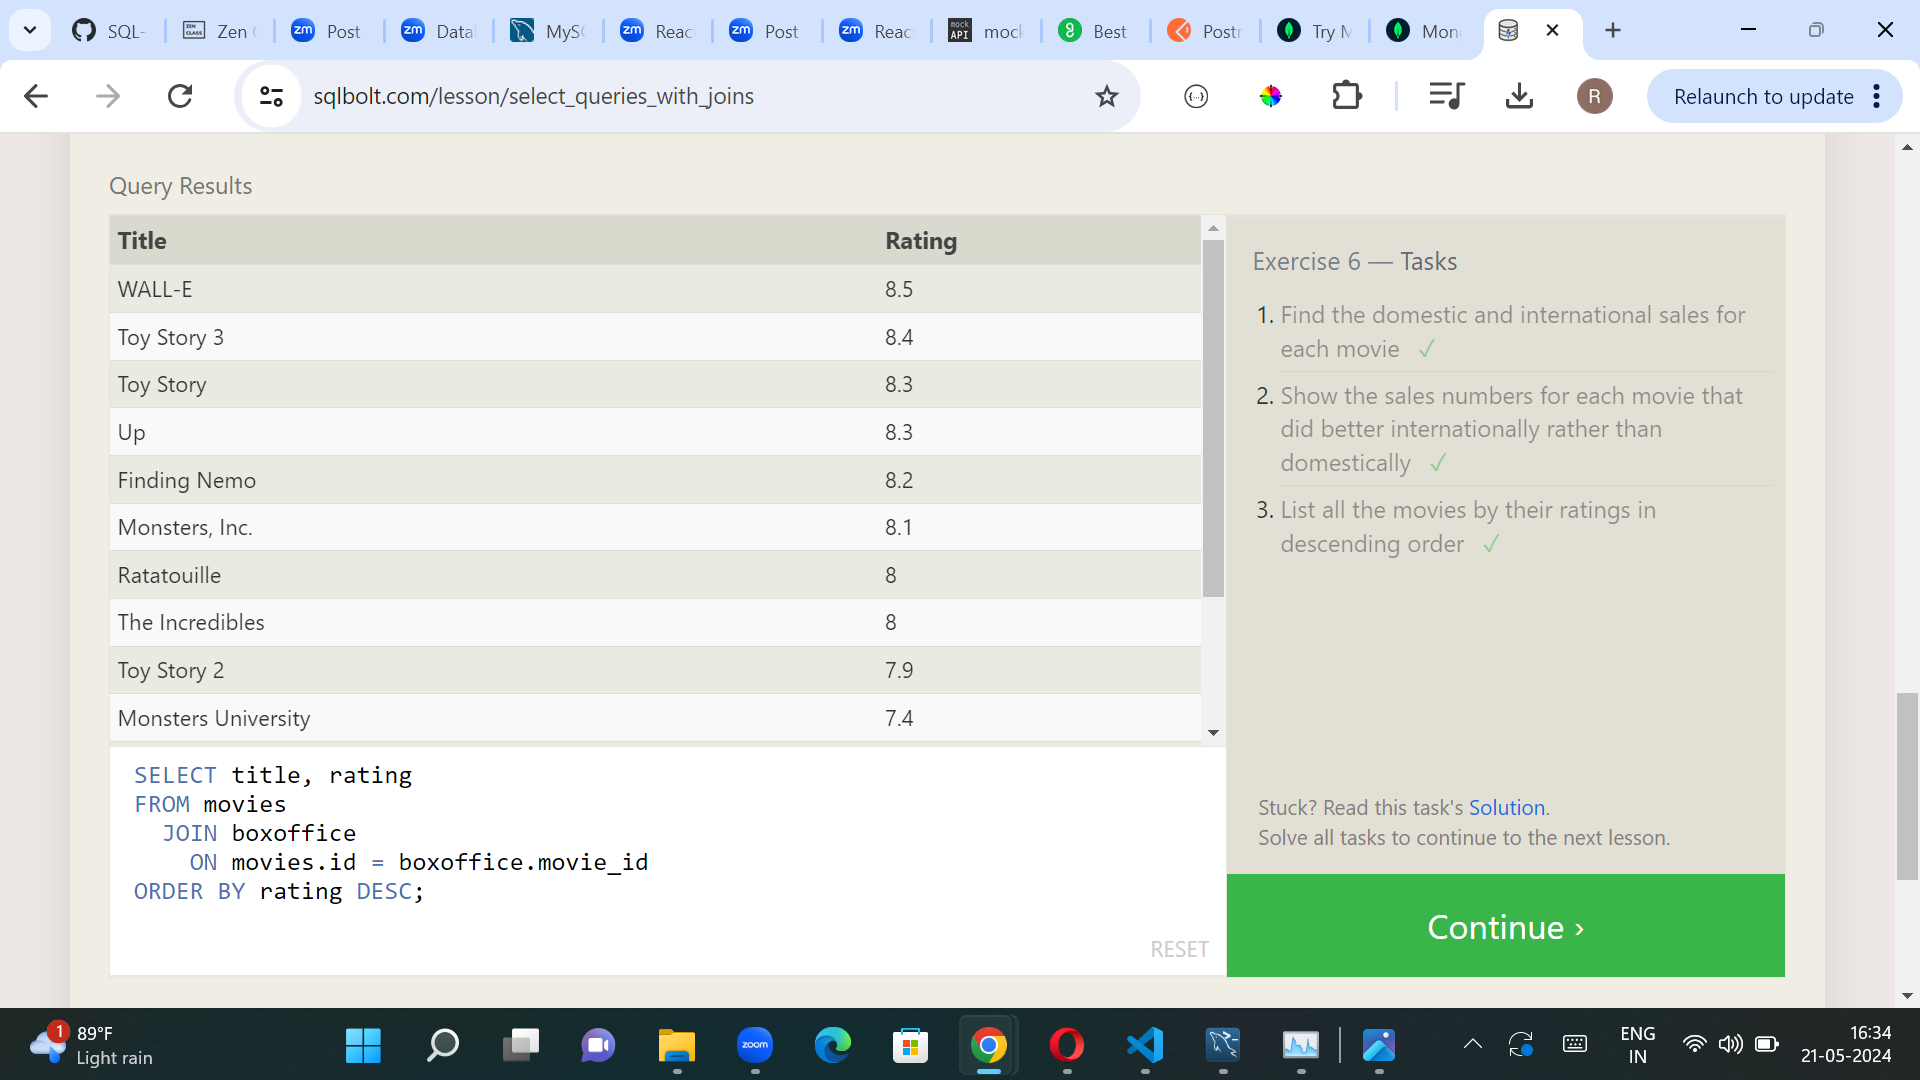 SQL-
Zen C
Post
Datal
MySC
Reac
Post
Reac
mock
Best
Postr
Try M
Mon
sqlbolt.com/lesson/select_queries_with_joins
R
Relaunch to update
Query Results
Title Rating
WALL-E 8.5
Toy Story 3 8.4
Toy Story 8.3
Up 8.3
Finding Nemo 8.2
Monsters, Inc. 8.1
Ratatouille 8
The Incredibles 8
Toy Story 2 7.9
Monsters University 7.4
SELECT title, rating
FROM movies
JOIN boxoffice
ON movies.id = boxoffice.movie_id
ORDER BY rating DESC;
RESET
Exercise 6 — Tasks
1. Find the domestic and international sales for
each movie ✓
2. Show the sales numbers for each movie that
did better internationally rather than
domestically ✓
3. List all the movies by their ratings in
descending order ✓
Stuck? Read this task's Solution.
Solve all tasks to continue to the next lesson.
Continue ›
1
89°F
Light rain
zoom
ENG
IN
16:34
21-05-2024